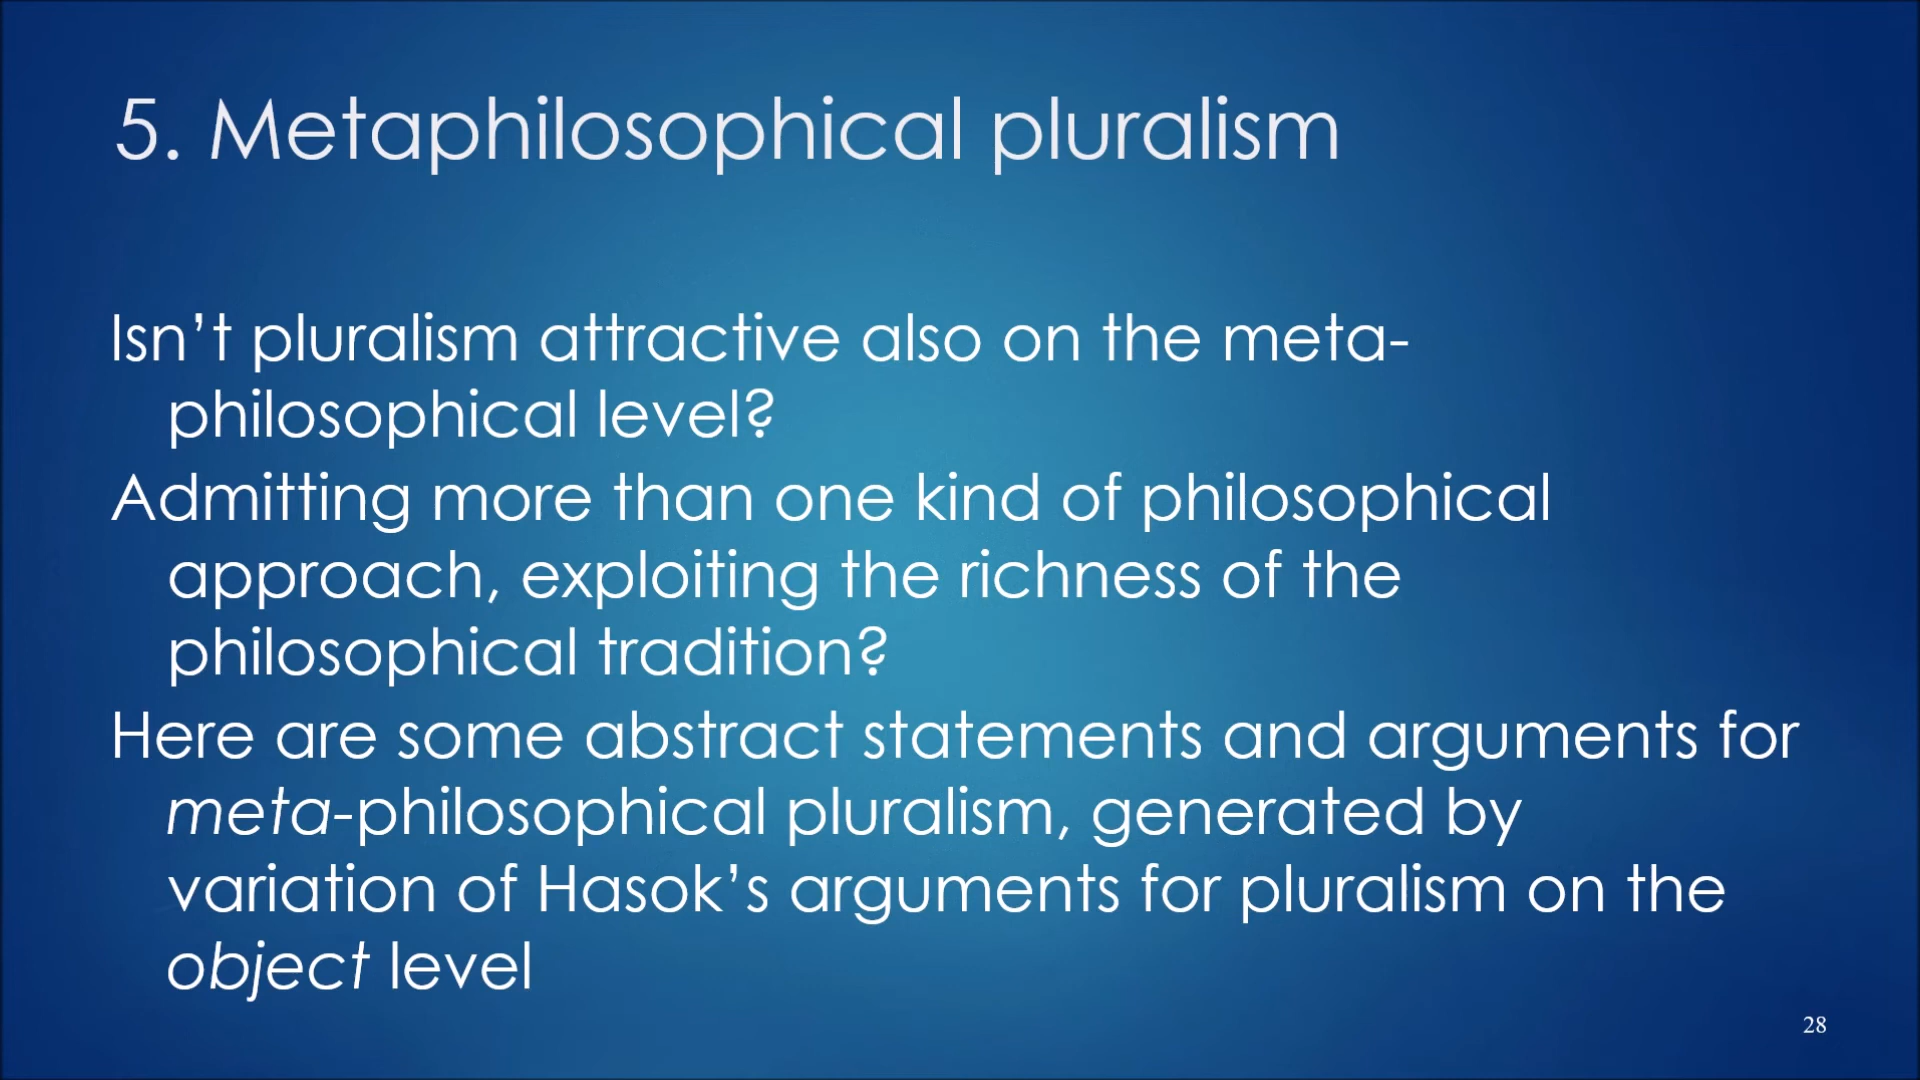 5. Metaphilosophical pluralism
Isn’t pluralism attractive also on the meta-
philosophical level?
Admitting more than one kind of philosophical
approach, exploiting the richness of the
philosophical tradition?
Here are some abstract statements and arguments for
meta-philosophical pluralism, generated by
variation of Hasok’s arguments for pluralism on the
object level
28